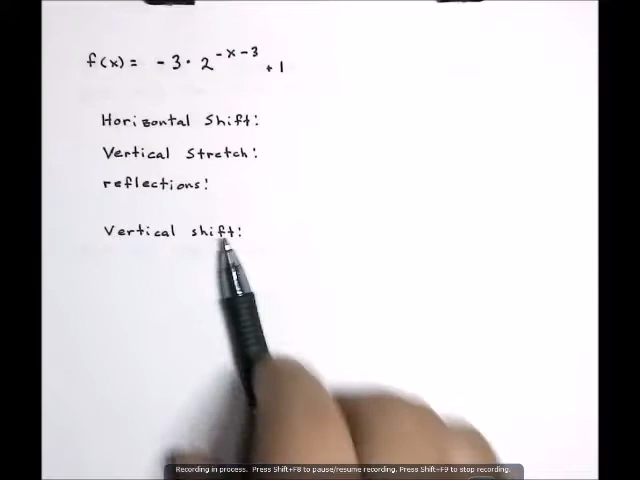 f(x) = -3 · 2^{-x-3} + 1
Horizontal Shift:
Vertical Stretch:
reflections:
Vertical shift:
Recording in process. Press Shift+F8 to pause/resume recording. Press Shift+F9 to stop recording.